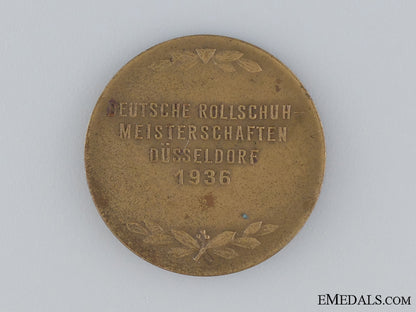 DEUTSCHE ROLLSCHUH-
MEISTERSCHAFTEN
DÜSSELDORF
1936
EMEDALS.COM